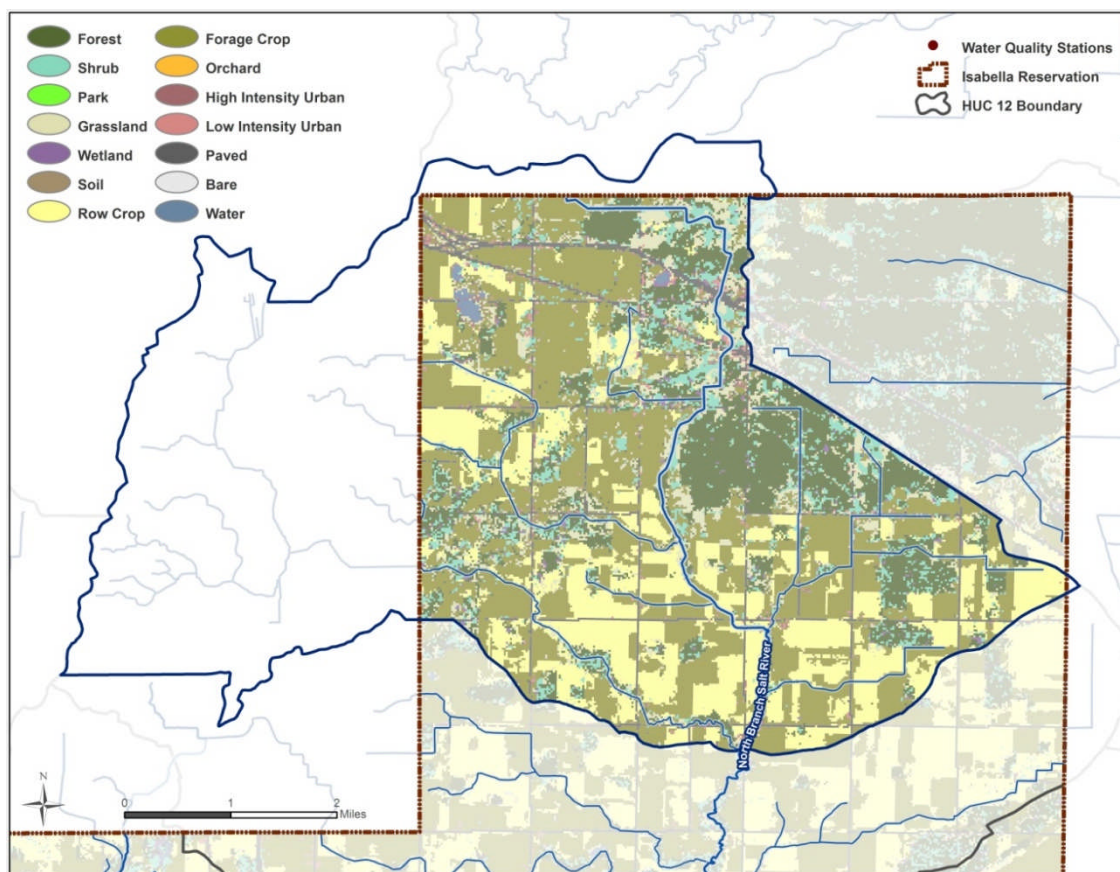 Forest
Shrub
Park
Grassland
Wetland
Soil
Row Crop
Forage Crop
Orchard
High Intensity Urban
Low Intensity Urban
Paved
Bare
Water
Water Quality Stations
Isabella Reservation
HUC 12 Boundary
North Branch Salt River
N
0 1 2
Miles